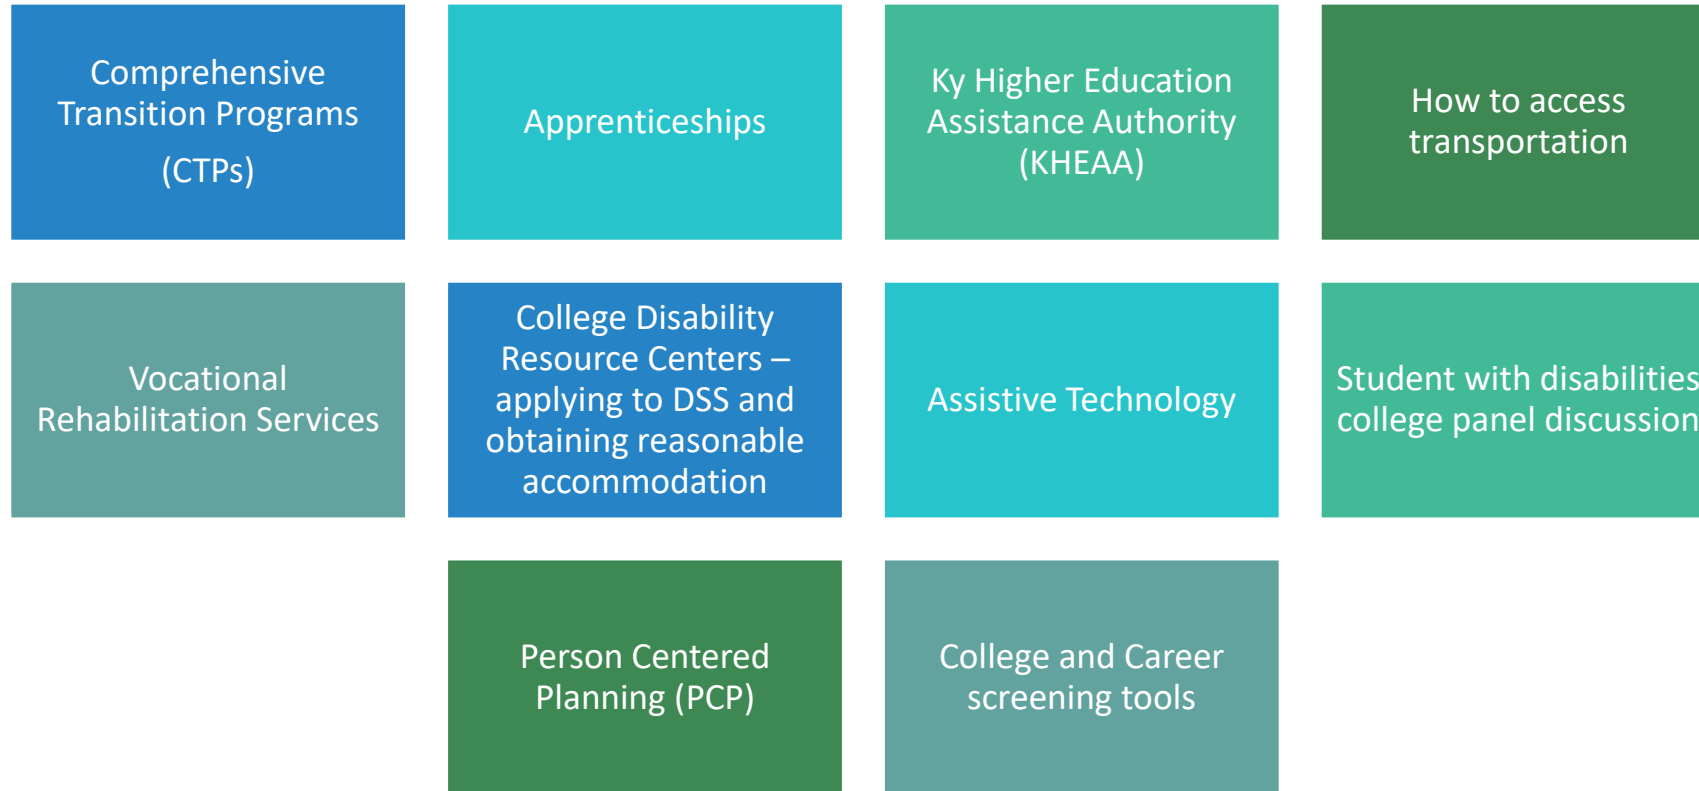 Comprehensive
Transition Programs
(CTPs)
Apprenticeships
Ky Higher Education
Assistance Authority
(KHEAA)
How to access
transportation
Vocational
Rehabilitation Services
College Disability
Resource Centers –
applying to DSS and
obtaining reasonable
accommodation
Assistive Technology
Student with disabilities
college panel discussion
Person Centered
Planning (PCP)
College and Career
screening tools